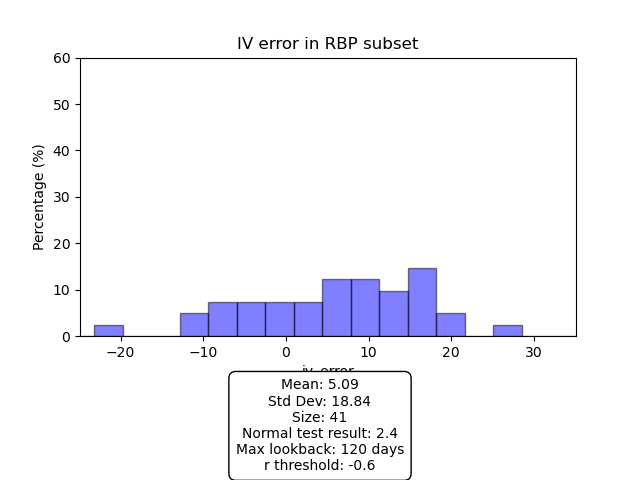 IV error in RBP subset
60
50
40
30
20
10
0
Percentage (%)
−20
−10
0
10
20
30
iv_error
Mean: 5.09
Std Dev: 18.84
Size: 41
Normal test result: 2.4
Max lookback: 120 days
r threshold: -0.6